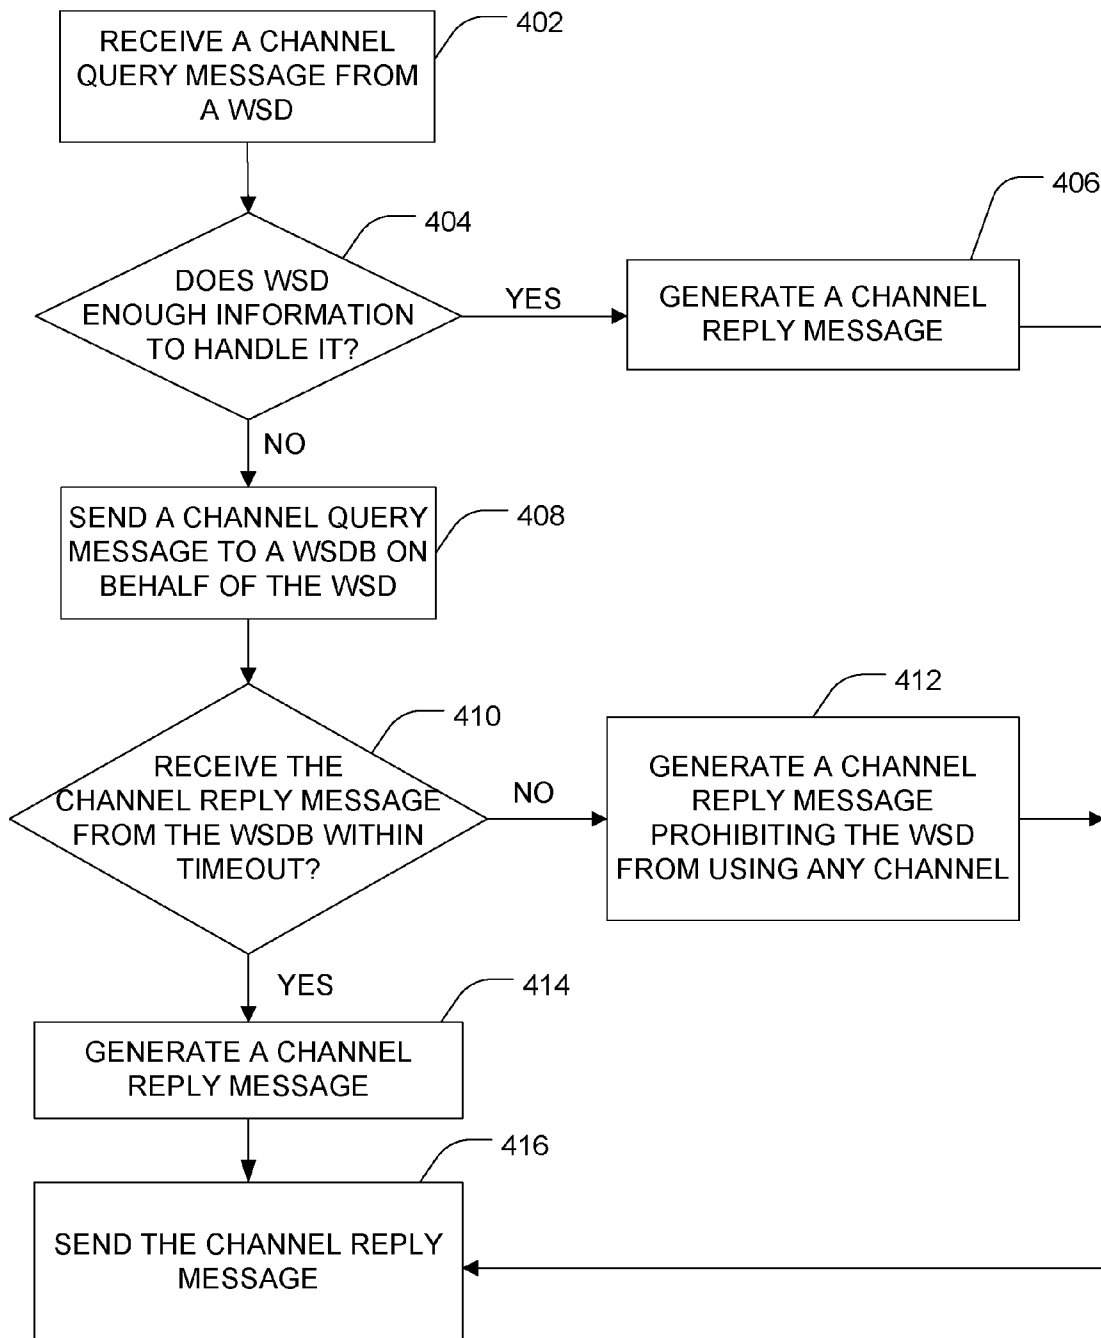 RECEIVE A CHANNEL
QUERY MESSAGE FROM
A WSD
402
DOES WSD
ENOUGH INFORMATION
TO HANDLE IT?
404
YES
GENERATE A CHANNEL
REPLY MESSAGE
406
NO
SEND A CHANNEL QUERY
MESSAGE TO A WSDB ON
BEHALF OF THE WSD
408
RECEIVE THE
CHANNEL REPLY MESSAGE
FROM THE WSDB WITHIN
TIMEOUT?
410
NO
GENERATE A CHANNEL
REPLY MESSAGE
PROHIBITING THE WSD
FROM USING ANY CHANNEL
412
YES
GENERATE A CHANNEL
REPLY MESSAGE
414
SEND THE CHANNEL REPLY
MESSAGE
416